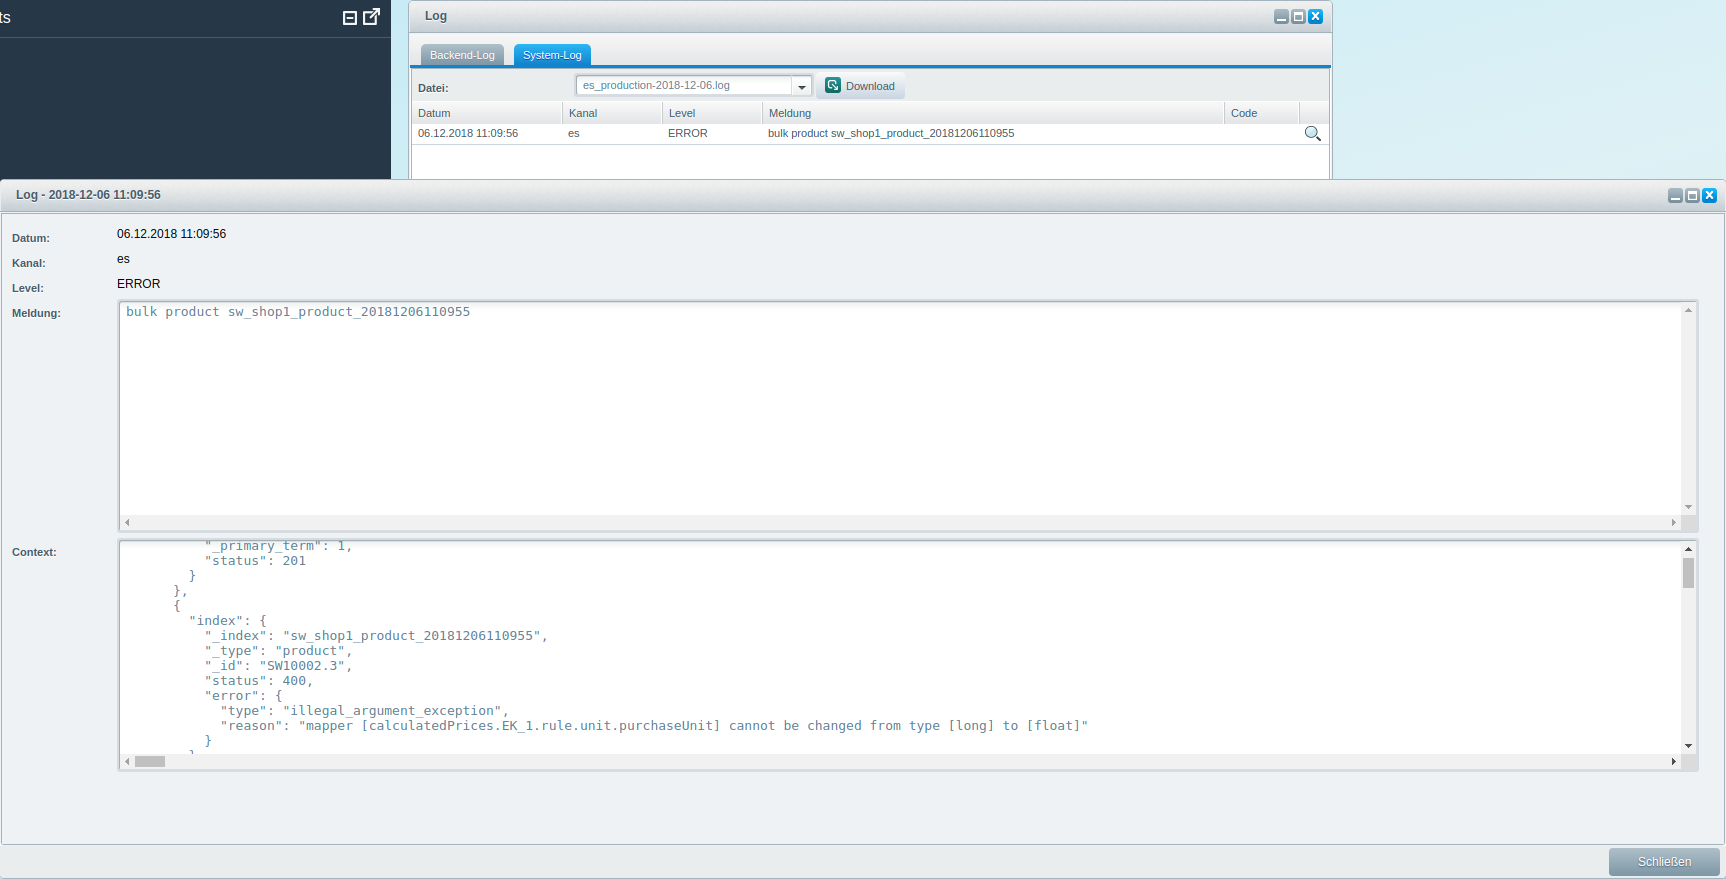 ts
Log
Backend-Log System-Log
Datei: es_production-2018-12-06.log Download
Datum Kanal Level Meldung Code
06.12.2018 11:09:56 es ERROR bulk product sw_shop1_product_20181206110955
Log - 2018-12-06 11:09:56
Datum: 06.12.2018 11:09:56
Kanal: es
Level: ERROR
Meldung: bulk product sw_shop1_product_20181206110955
Context:
"_primary_term": 1,
"status": 201
}
},
{
"index": {
"_index": "sw_shop1_product_20181206110955",
"_type": "product",
"_id": "SW10002.3",
"status": 400,
"error": {
"type": "illegal_argument_exception",
"reason": "mapper [calculatedPrices.EK_1.rule.unit.purchaseUnit] cannot be changed from type [long] to [float]"
}
}
Schließen